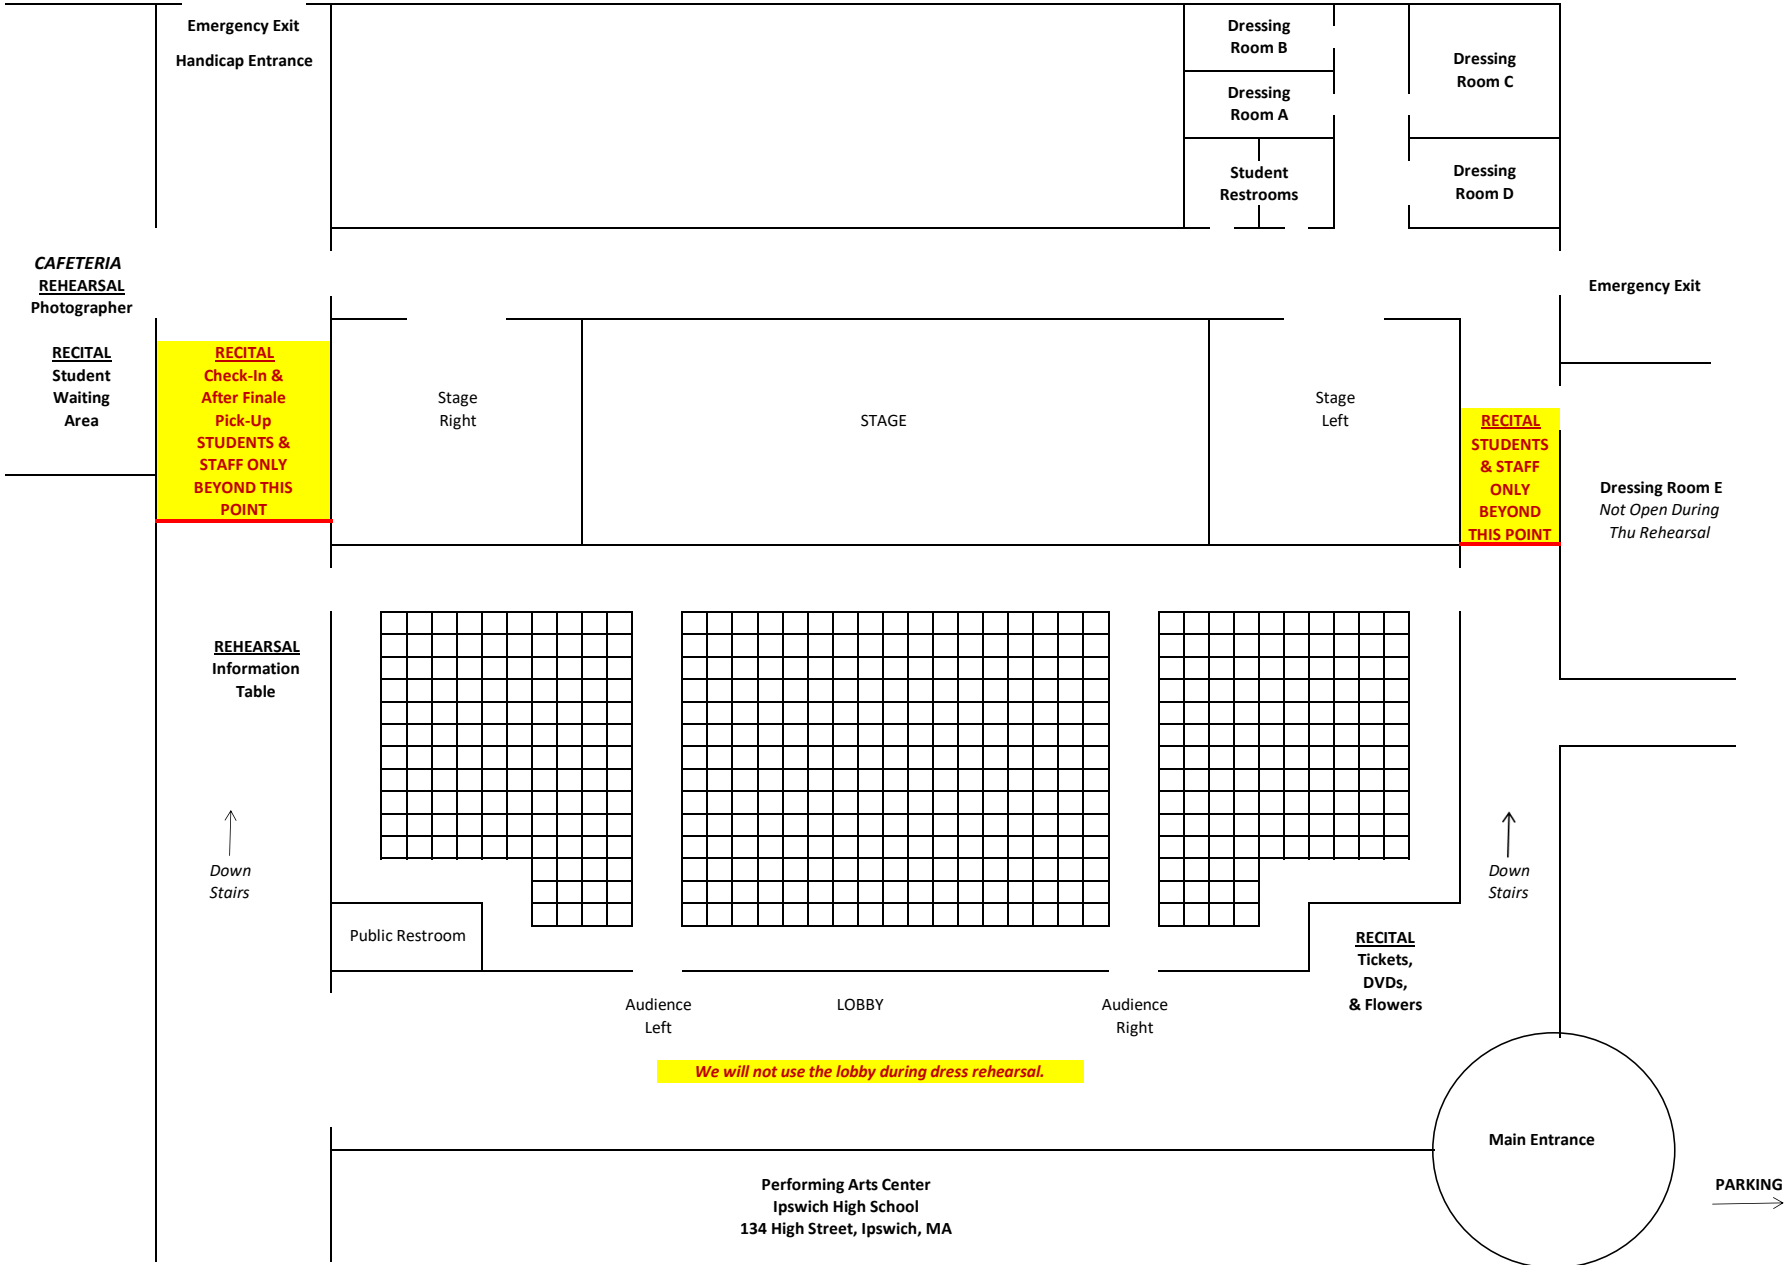 Emergency Exit
Handicap Entrance
Dressing
Room B
Dressing
Room C
Dressing
Room A
Student
Restrooms
Dressing
Room D
CAFETERIA
REHEARSAL
Photographer
Emergency Exit
RECITAL
Student
Waiting
Area
RECITAL
Check-In &
After Finale
Pick-Up
STUDENTS &
STAFF ONLY
BEYOND THIS
POINT
Stage
Right
STAGE
Stage
Left
RECITAL
STUDENTS
& STAFF
ONLY
BEYOND
THIS POINT
Dressing Room E
Not Open During
Thu Rehearsal
REHEARSAL
Information
Table
Down
Stairs
Down
Stairs
Public Restroom
RECITAL
Tickets,
DVDs,
& Flowers
Audience
Left
LOBBY
Audience
Right
We will not use the lobby during dress rehearsal.
Main Entrance
Performing Arts Center
Ipswich High School
134 High Street, Ipswich, MA
PARKING